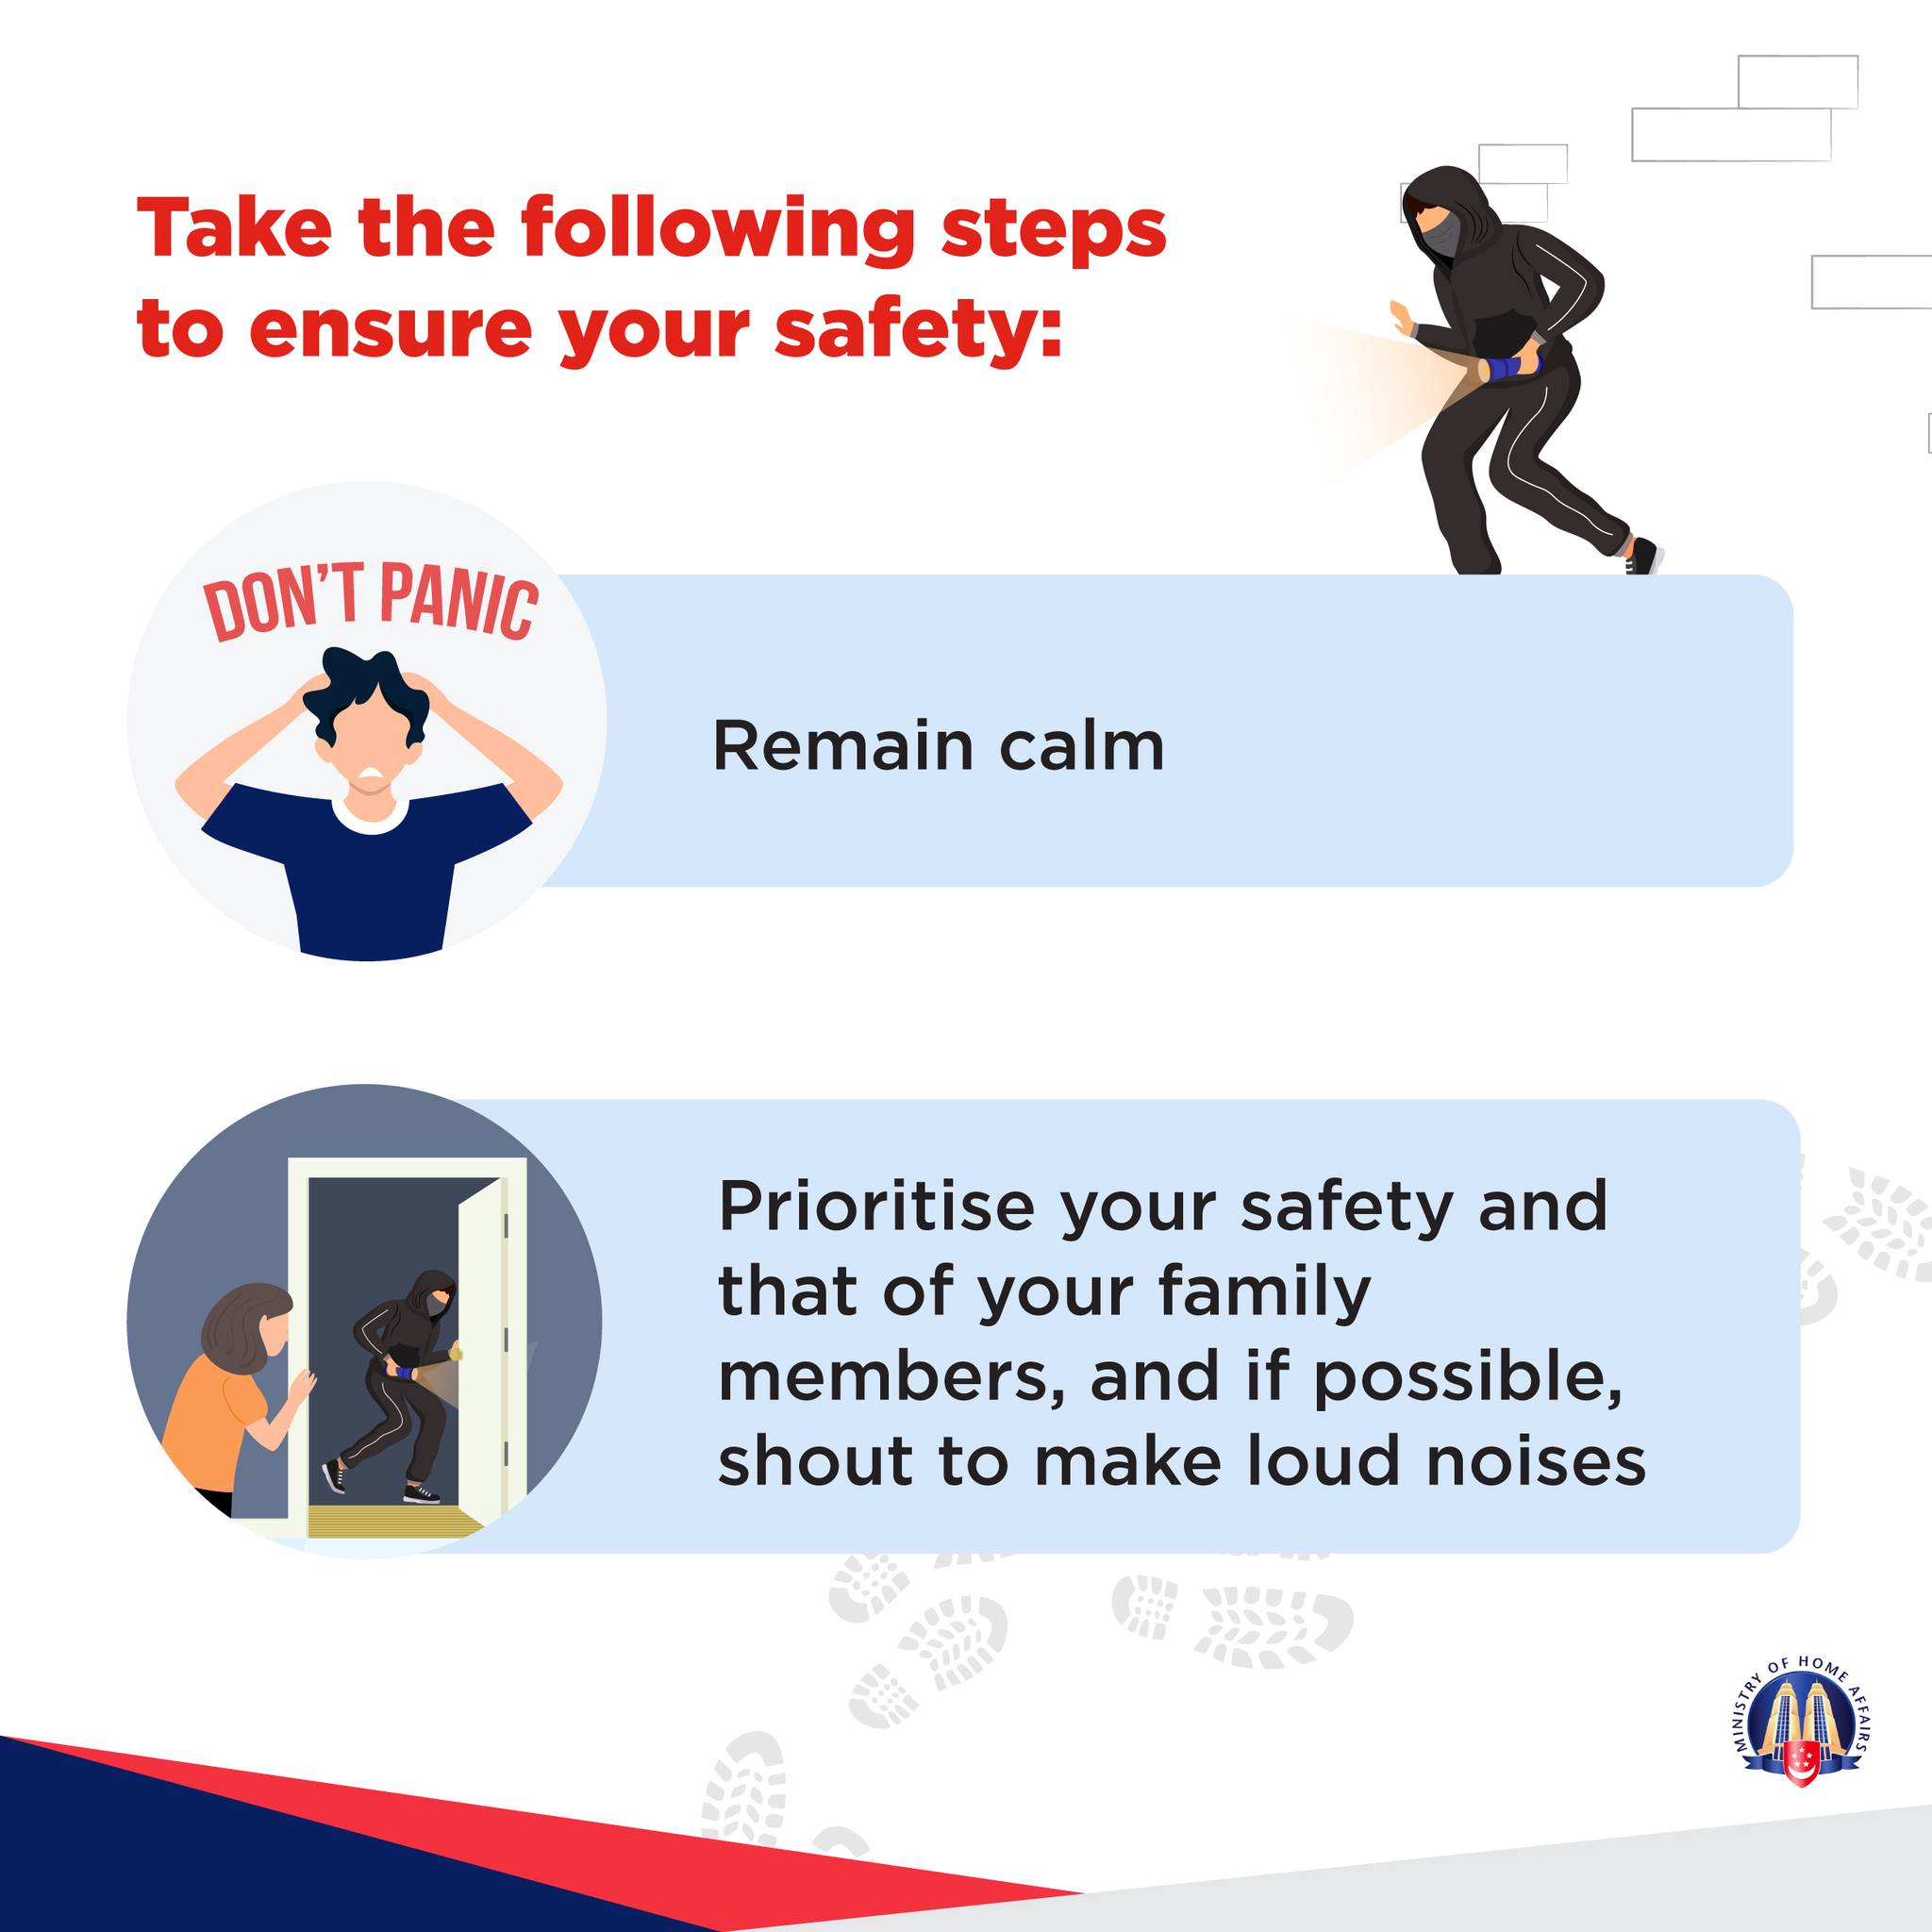 Take the following steps
to ensure your safety:
DON'T PANIC
Remain calm
Prioritise your safety and
that of your family
members, and if possible,
shout to make loud noises
MINISTRY OF HOME AFFAIRS